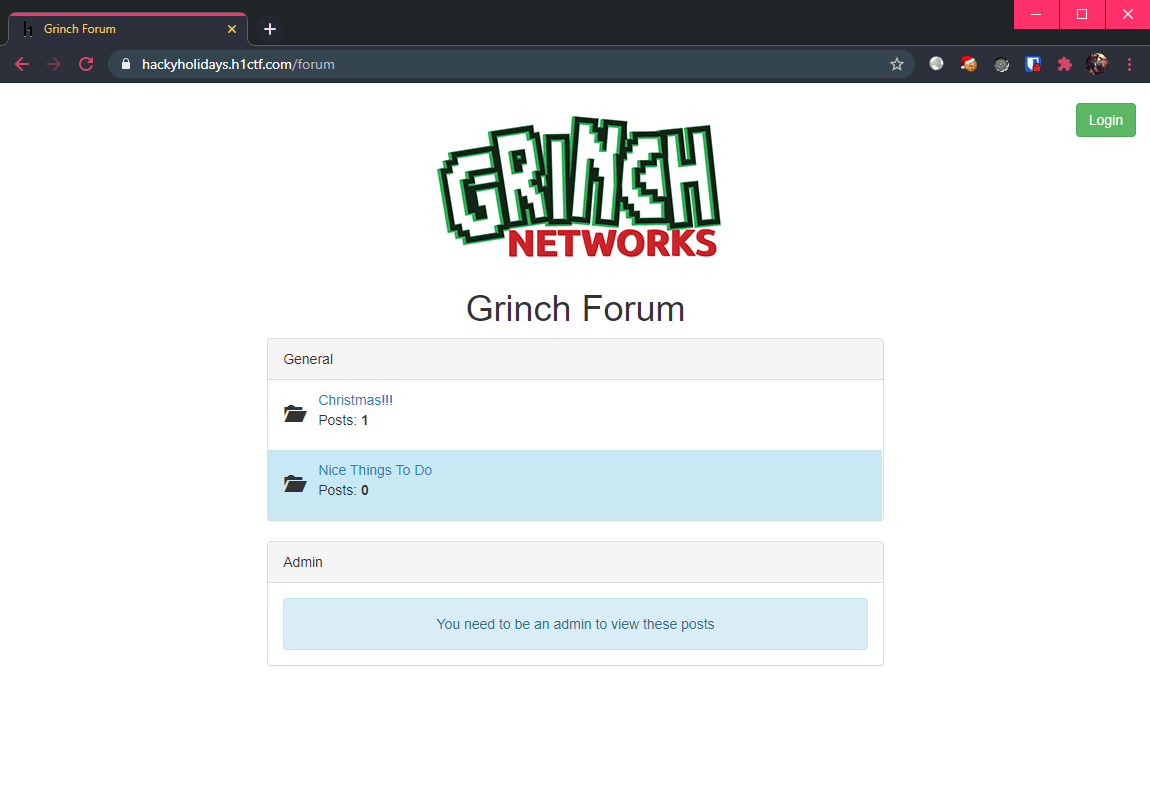 Grinch Forum
hackyholidays.h1ctf.com/forum
Login
GRINCH
NETWORKS
Grinch Forum
General
Christmas!!!
Posts: 1
Nice Things To Do
Posts: 0
Admin
You need to be an admin to view these posts